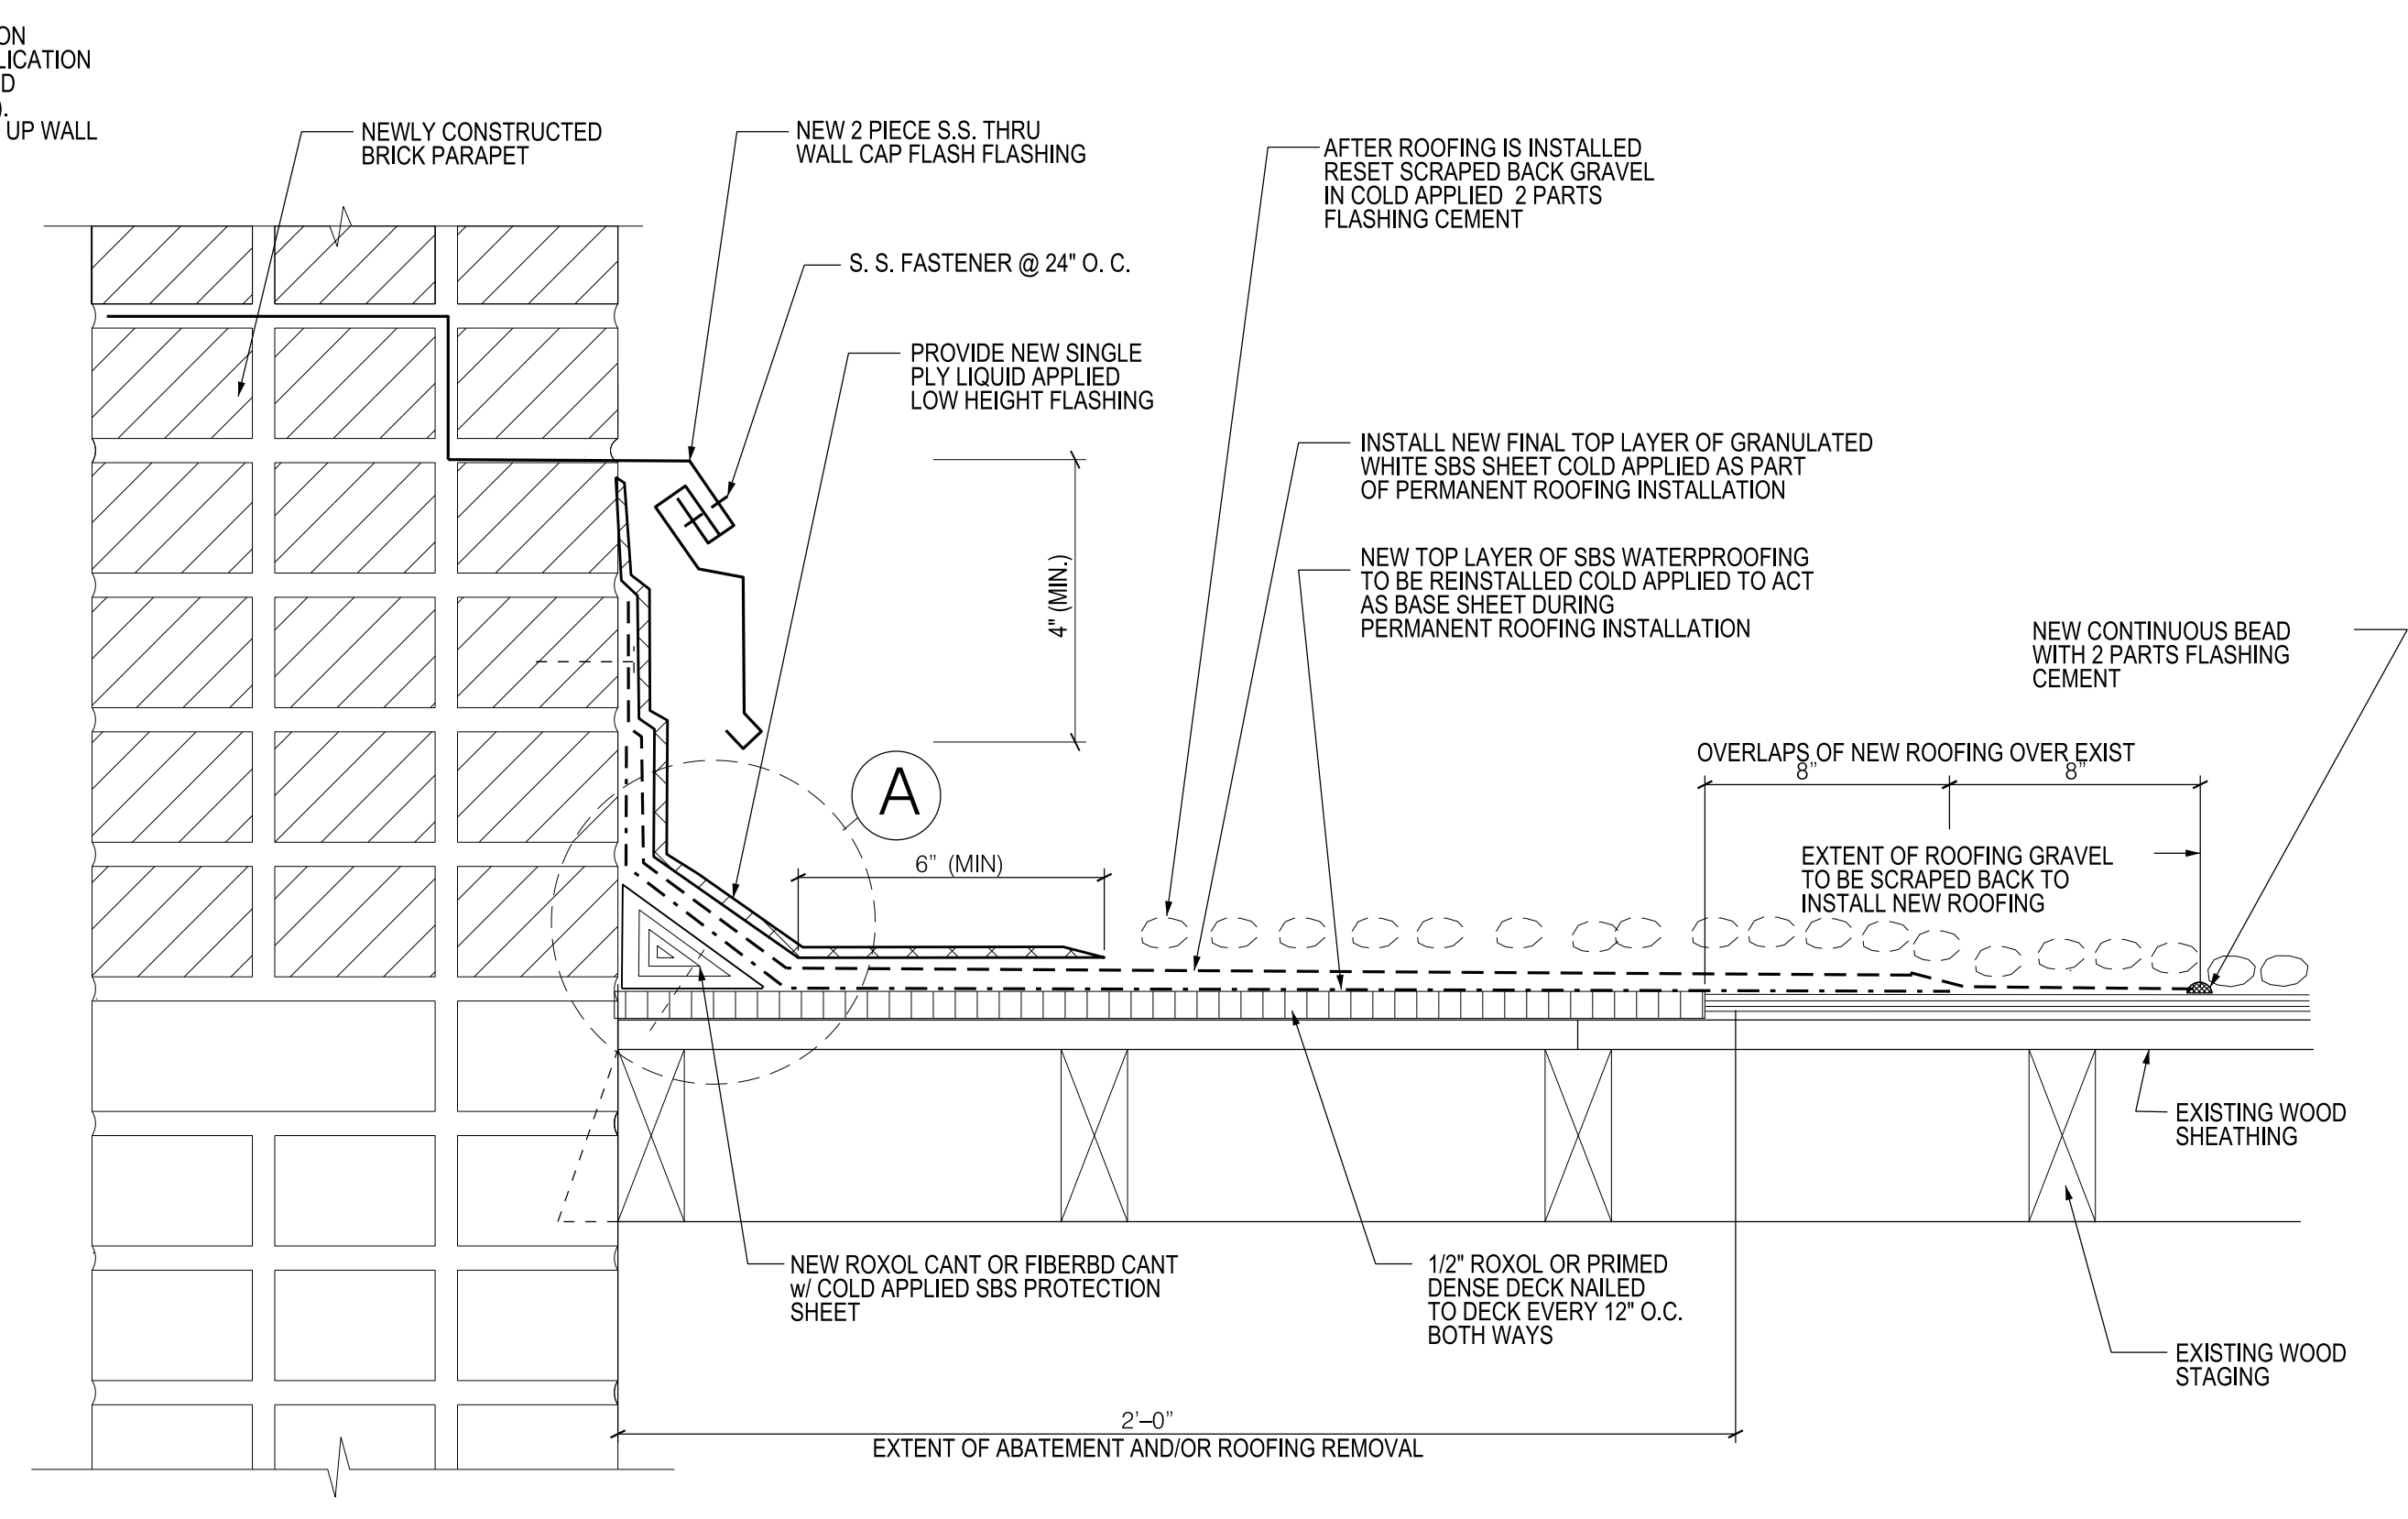 ON
LICATION
D
).
UP WALL
NEWLY CONSTRUCTED
BRICK PARAPET
NEW 2 PIECE S.S. THRU
WALL CAP FLASH FLASHING
S. S. FASTENER @ 24" O. C.
PROVIDE NEW SINGLE
PLY LIQUID APPLIED
LOW HEIGHT FLASHING
AFTER ROOFING IS INSTALLED
RESET SCRAPED BACK GRAVEL
IN COLD APPLIED 2 PARTS
FLASHING CEMENT
INSTALL NEW FINAL TOP LAYER OF GRANULATED
WHITE SBS SHEET COLD APPLIED AS PART
OF PERMANENT ROOFING INSTALLATION
NEW TOP LAYER OF SBS WATERPROOFING
TO BE REINSTALLED COLD APPLIED TO ACT
AS BASE SHEET DURING
PERMANENT ROOFING INSTALLATION
4" (MIN.)
NEW CONTINUOUS BEAD
WITH 2 PARTS FLASHING
CEMENT
OVERLAPS OF NEW ROOFING OVER EXIST
8" 8"
A
6" (MIN)
EXTENT OF ROOFING GRAVEL
TO BE SCRAPED BACK TO
INSTALL NEW ROOFING
EXISTING WOOD
SHEATHING
NEW ROXOL CANT OR FIBERBD CANT
w/ COLD APPLIED SBS PROTECTION
SHEET
1/2" ROXOL OR PRIMED
DENSE DECK NAILED
TO DECK EVERY 12" O.C.
BOTH WAYS
EXISTING WOOD
STAGING
2'–0"
EXTENT OF ABATEMENT AND/OR ROOFING REMOVAL